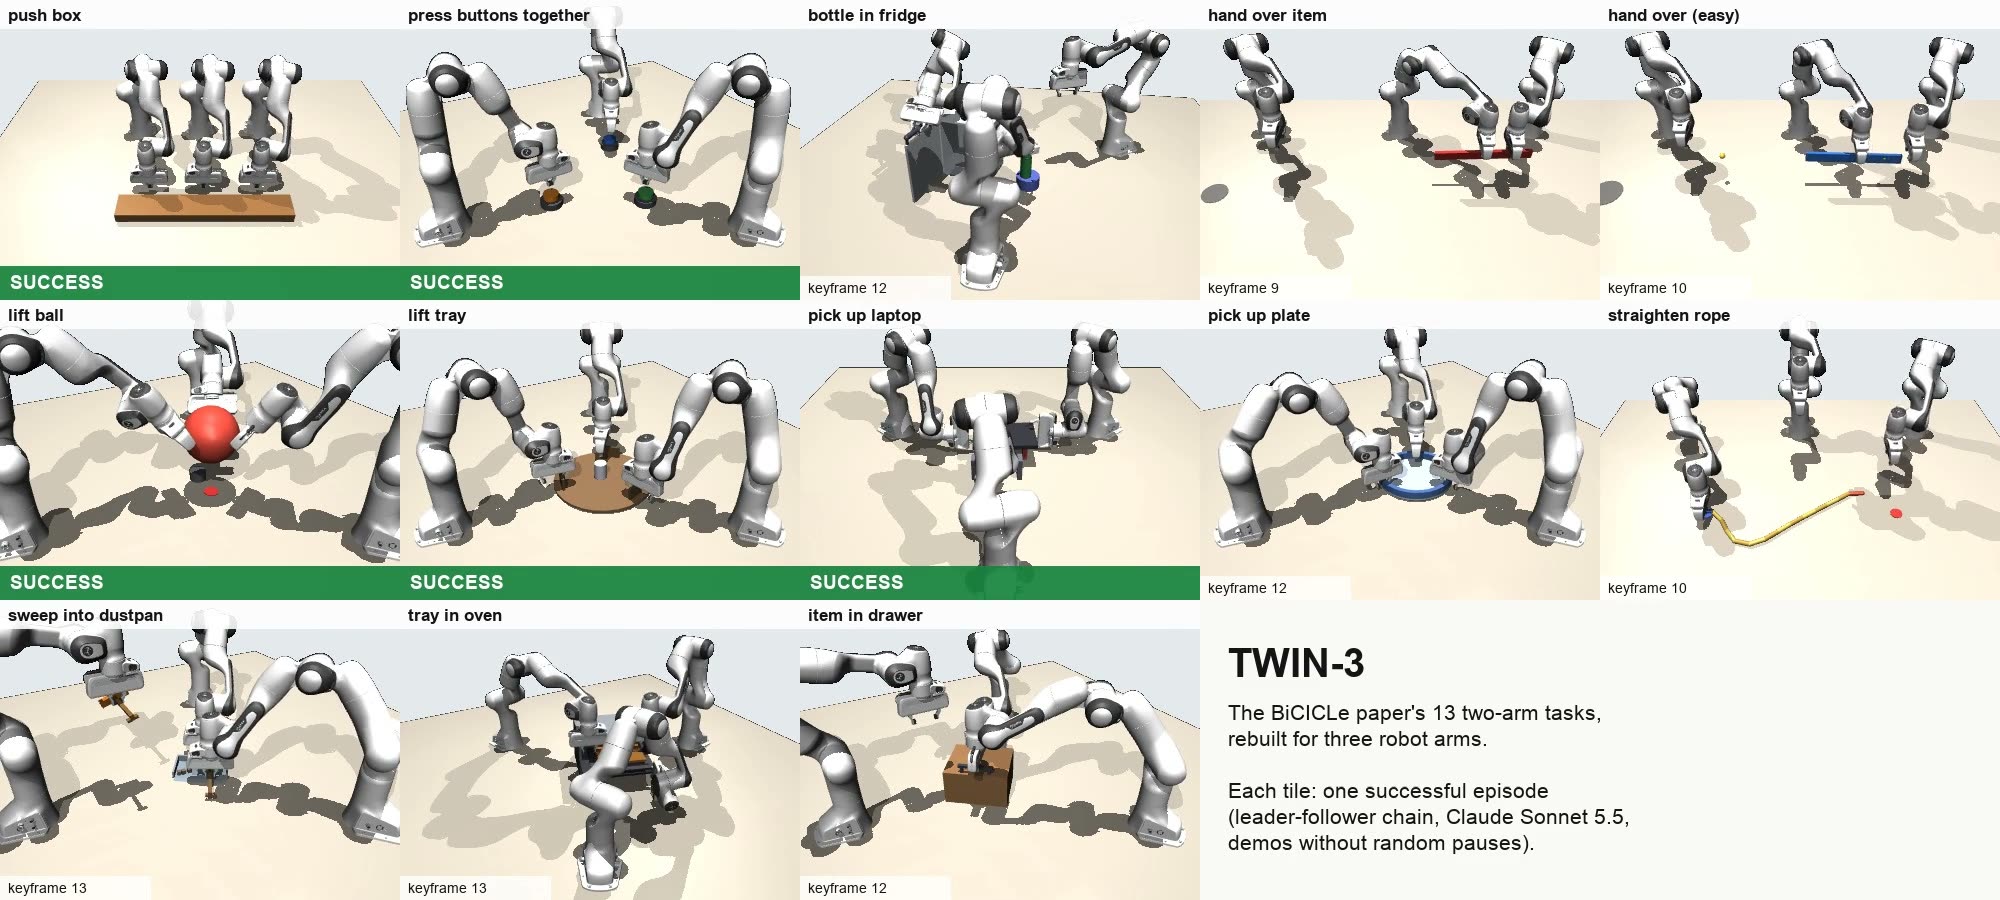 push box
press buttons together
bottle in fridge
hand over item
hand over (easy)
SUCCESS
SUCCESS
keyframe 12
keyframe 9
keyframe 10
lift ball
lift tray
pick up laptop
pick up plate
straighten rope
SUCCESS
SUCCESS
SUCCESS
keyframe 12
keyframe 10
sweep into dustpan
tray in oven
item in drawer
TWIN-3
The BiCICLe paper's 13 two-arm tasks,
rebuilt for three robot arms.
Each tile: one successful episode
(leader-follower chain, Claude Sonnet 5.5,
demos without random pauses).
keyframe 13
keyframe 13
keyframe 12